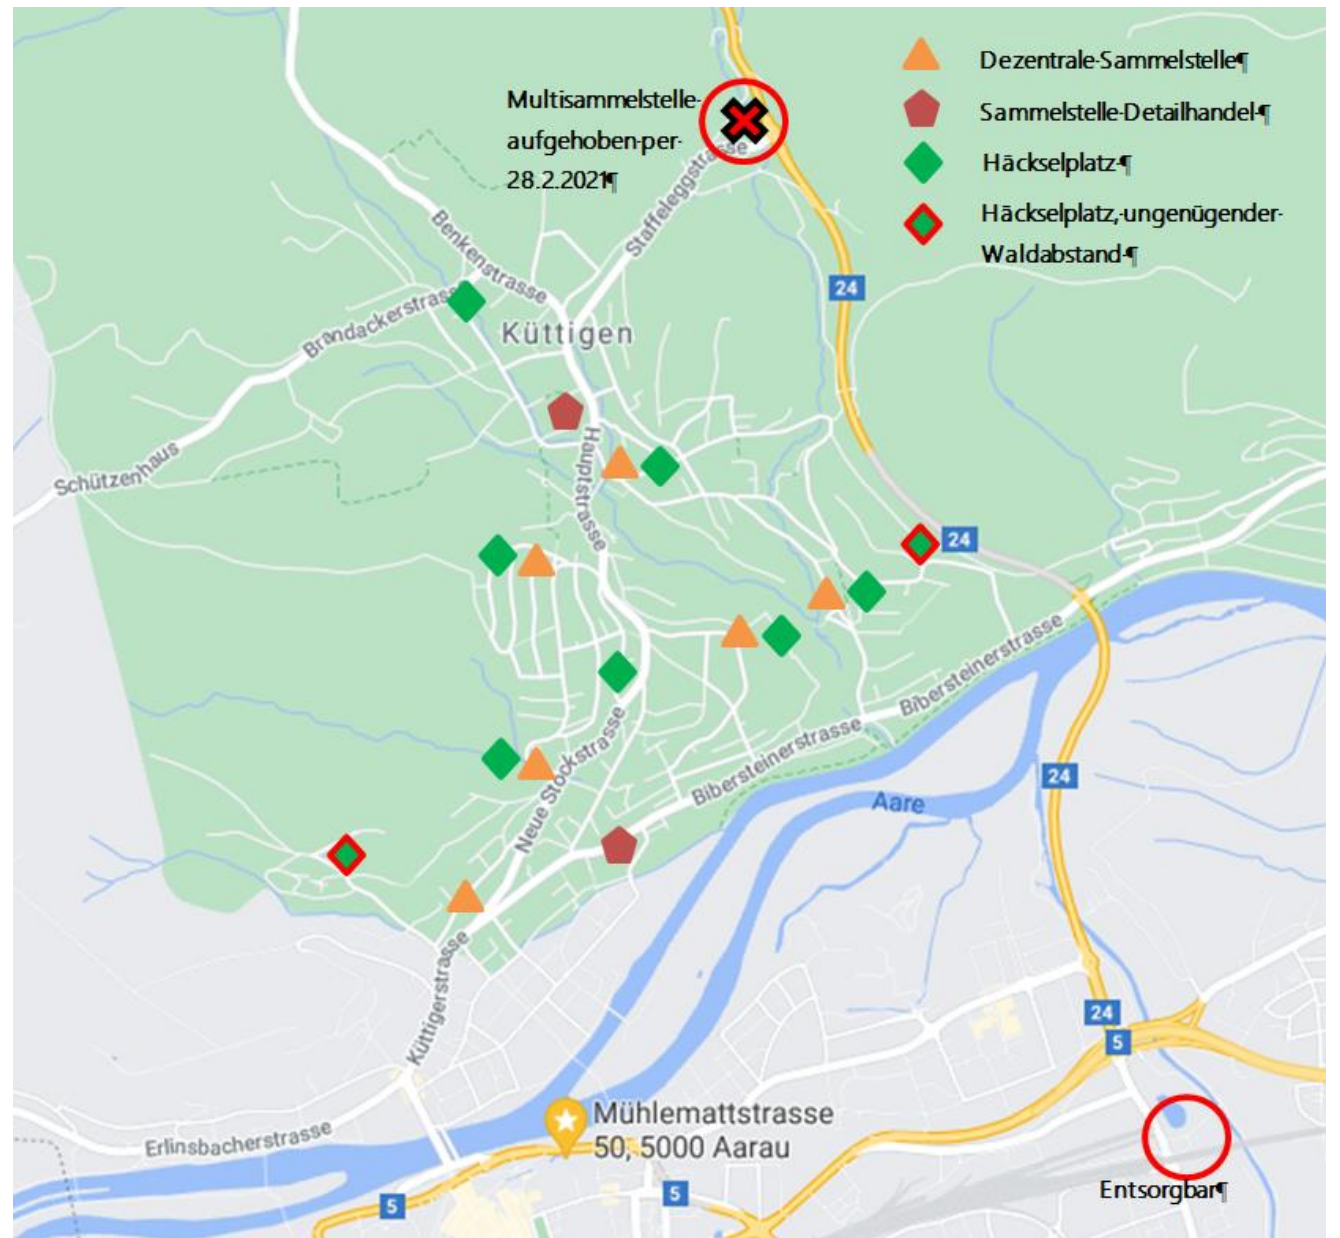 Multisammelstelle-
aufgehoben-per-
28.2.2021¶
Dezentrale-Sammelstelle¶
Sammelstelle-Detailhandel-¶
Häckselplatz-¶
Häckselplatz,-ungenügender-
Waldabstand-¶
Staffeleggstrasse
Benkenstrasse
24
Brandackerstrasse
Küttigen
Schützenhaus
Hauptstrasse
24
Bibersteinerstrasse
Neue Stockstrasse
Bibersteinerstrasse
24
Aare
Küttigerstrasse
24
5
Mühlemattstrasse
50, 5000 Aarau
Erlinsbacherstrasse
5
5
Entsorgbar¶